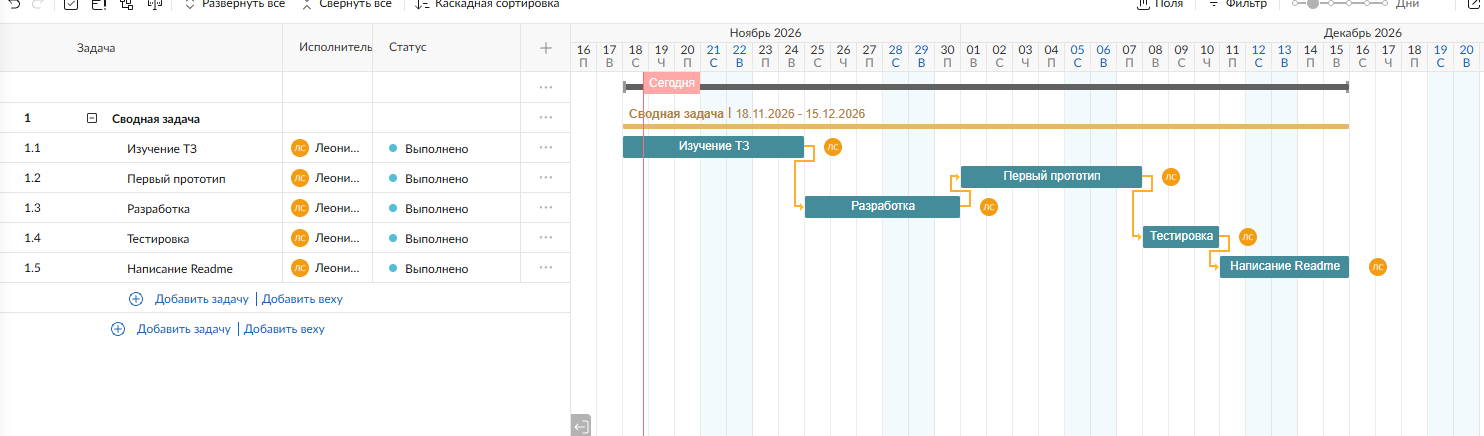 Развернуть все Свернуть все Каскадная сортировка Поля Фильтр Дни
Задача Исполнитель Статус
Ноябрь 2026 Декабрь 2026
16 17 18 19 20 21 22 23 24 25 26 27 28 29 30 01 02 03 04 05 06 07 08 09 10 11 12 13 14 15 16 17 18 19 20
П В С Ч П С В П В С Ч П С В П В С Ч П С В П В С Ч П С В П В С Ч П С В
Сегодня
1 Сводная задача
Сводная задача | 18.11.2026 - 15.12.2026
1.1 Изучение ТЗ ЛС Леони... Выполнено
Изучение ТЗ ЛС
1.2 Первый прототип ЛС Леони... Выполнено
Первый прототип ЛС
1.3 Разработка ЛС Леони... Выполнено
Разработка ЛС
1.4 Тестировка ЛС Леони... Выполнено
Тестировка ЛС
1.5 Написание Readme ЛС Леони... Выполнено
Написание Readme ЛС
Добавить задачу | Добавить веху
Добавить задачу | Добавить веху